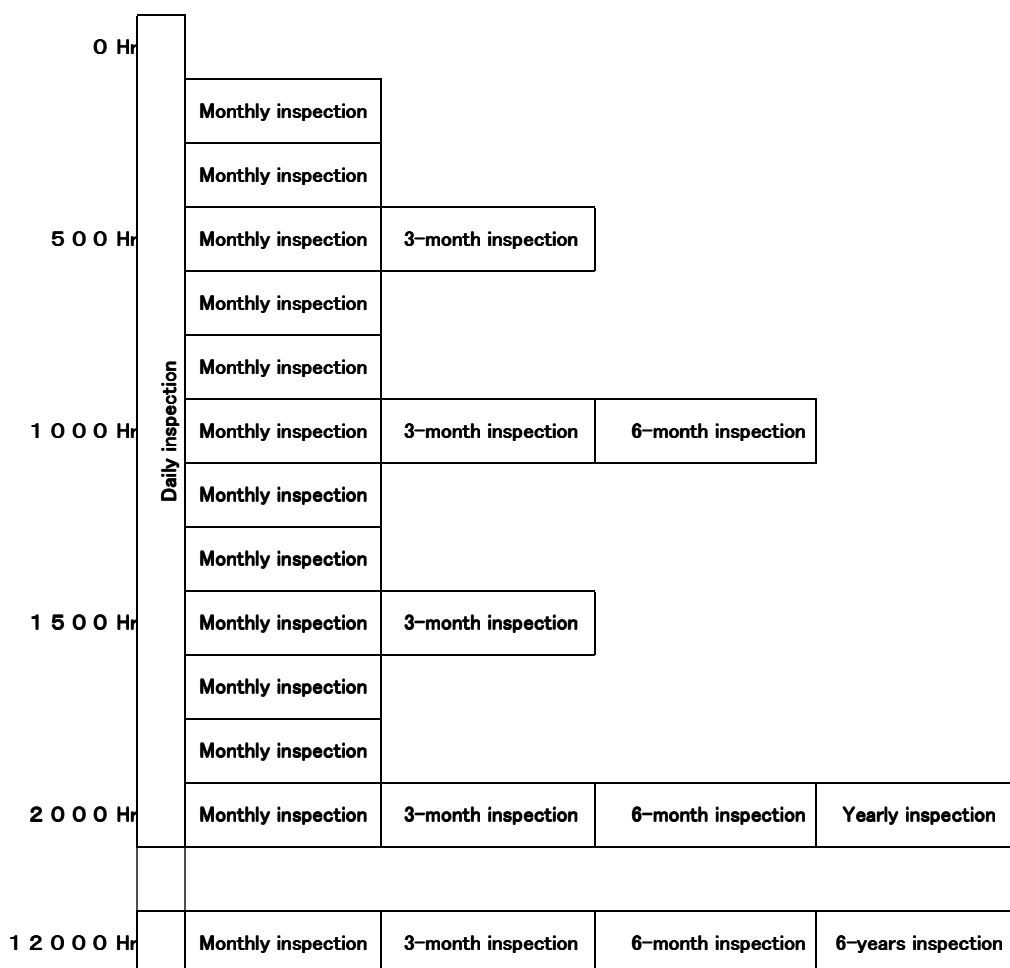 0 Hr
Monthly inspection
Monthly inspection
500 Hr Monthly inspection 3-month inspection
Monthly inspection
Monthly inspection
Daily inspection
1000 Hr Monthly inspection 3-month inspection 6-month inspection
Monthly inspection
Monthly inspection
1500 Hr Monthly inspection 3-month inspection
Monthly inspection
Monthly inspection
2000 Hr Monthly inspection 3-month inspection 6-month inspection Yearly inspection
12000 Hr Monthly inspection 3-month inspection 6-month inspection 6-years inspection